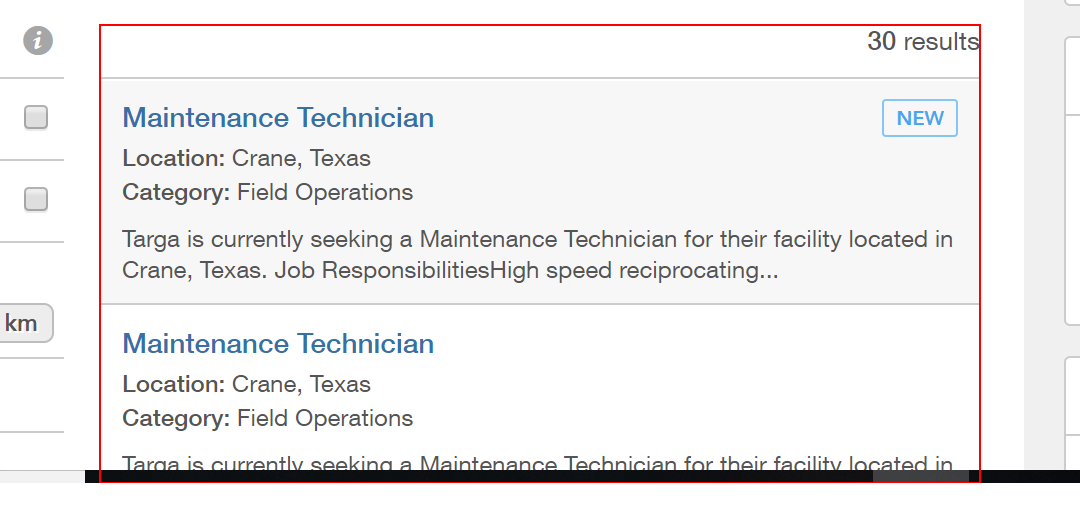 i
30 results
Maintenance Technician
NEW
Location: Crane, Texas
Category: Field Operations
Targa is currently seeking a Maintenance Technician for their facility located in
Crane, Texas. Job ResponsibilitiesHigh speed reciprocating...
km
Maintenance Technician
Location: Crane, Texas
Category: Field Operations
Targa is currently seeking a Maintenance Technician for their facility located in